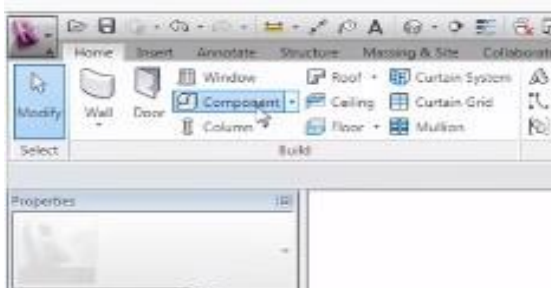 Home Insert Annotate Structure Massing & Site Collaborat
Window Roof Curtain System
Modify Wall Door Component Ceiling Curtain Grid
Column Floor Mullion
Select Build
Properties